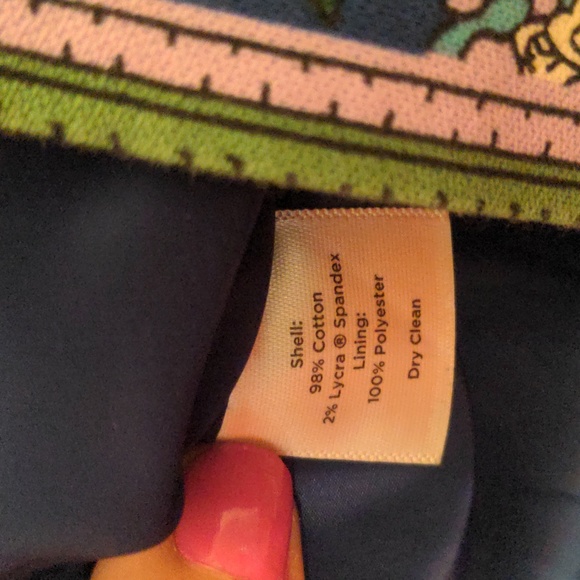 Shell:
98% Cotton
2% Lycra ® Spandex
Lining:
100% Polyester
Dry Clean